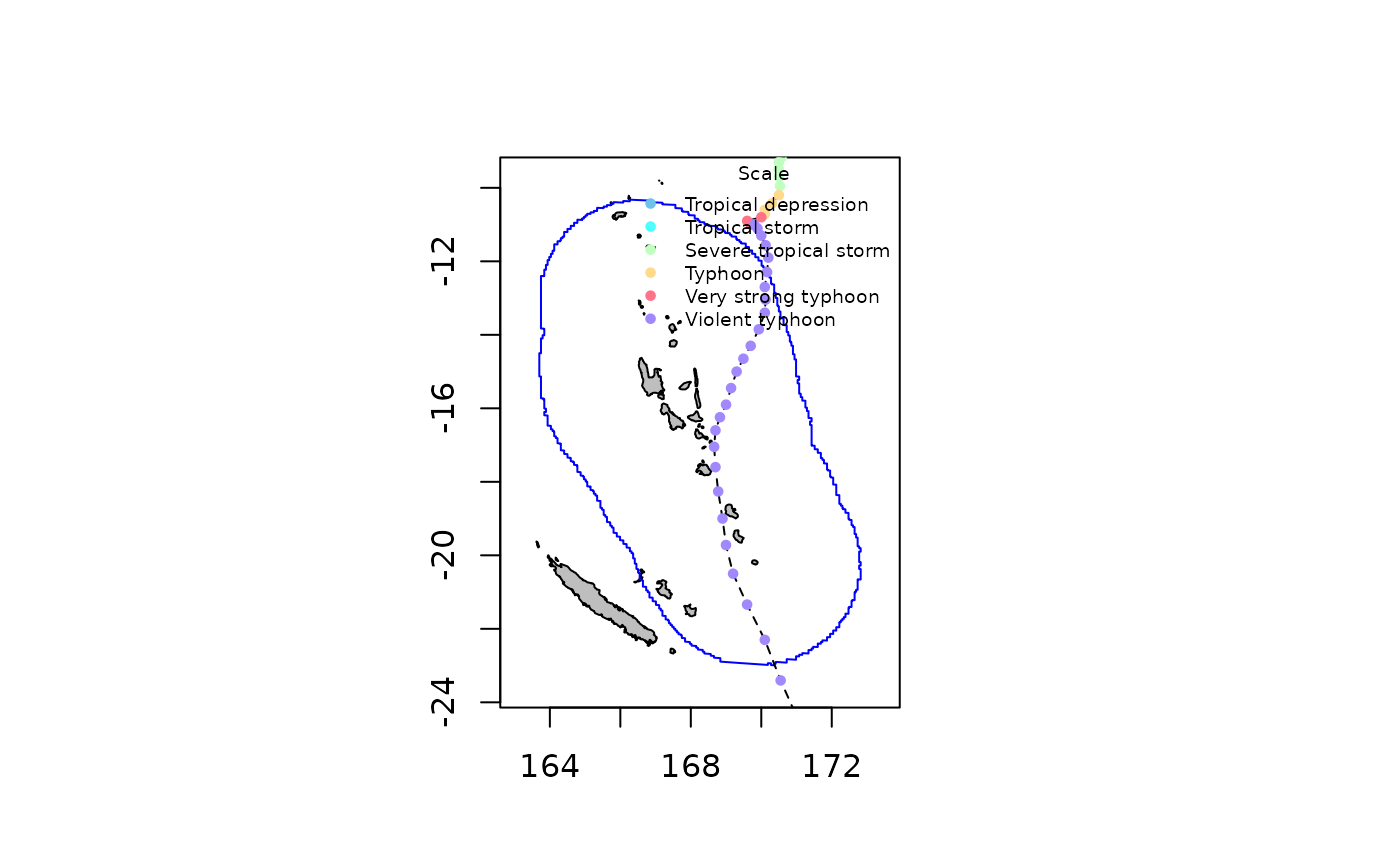 Scale
Tropical depression
Tropical storm
Severe tropical storm
Typhoon
Very strong typhoon
Violent typhoon
-12
-16
-20
-24
164 168 172